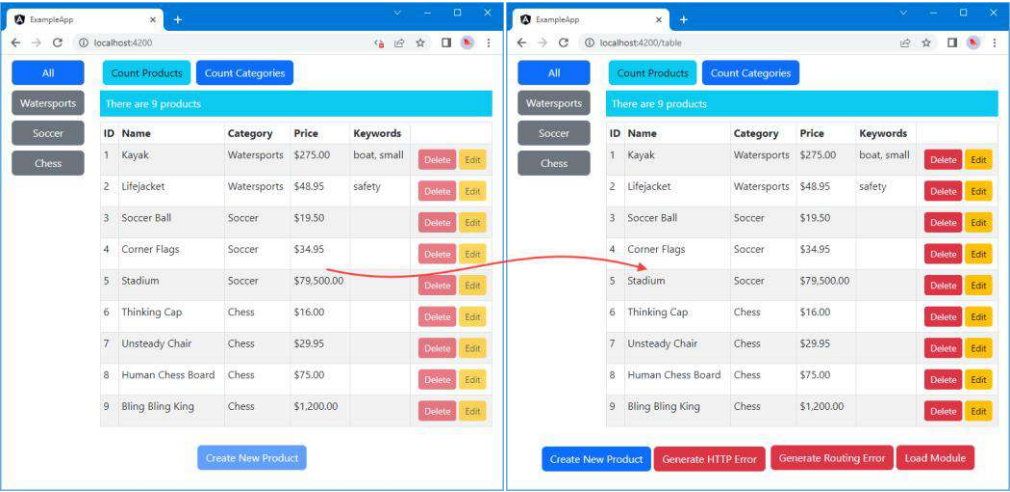 ExampleApp
localhost:4200
All
Count Products Count Categories
Watersports
There are 9 products
Soccer
Chess
ID Name Category Price Keywords
1 Kayak Watersports $275.00 boat, small Delete Edit
2 Lifejacket Watersports $48.95 safety Delete Edit
3 Soccer Ball Soccer $19.50 Delete Edit
4 Corner Flags Soccer $34.95 Delete Edit
5 Stadium Soccer $79,500.00 Delete Edit
6 Thinking Cap Chess $16.00 Delete Edit
7 Unsteady Chair Chess $29.95 Delete Edit
8 Human Chess Board Chess $75.00 Delete Edit
9 Bling Bling King Chess $1,200.00 Delete Edit
Create New Product
ExampleApp
localhost:4200/table
All
Count Products Count Categories
Watersports
There are 9 products
Soccer
Chess
ID Name Category Price Keywords
1 Kayak Watersports $275.00 boat, small Delete Edit
2 Lifejacket Watersports $48.95 safety Delete Edit
3 Soccer Ball Soccer $19.50 Delete Edit
4 Corner Flags Soccer $34.95 Delete Edit
5 Stadium Soccer $79,500.00 Delete Edit
6 Thinking Cap Chess $16.00 Delete Edit
7 Unsteady Chair Chess $29.95 Delete Edit
8 Human Chess Board Chess $75.00 Delete Edit
9 Bling Bling King Chess $1,200.00 Delete Edit
Create New Product Generate HTTP Error Generate Routing Error Load Module